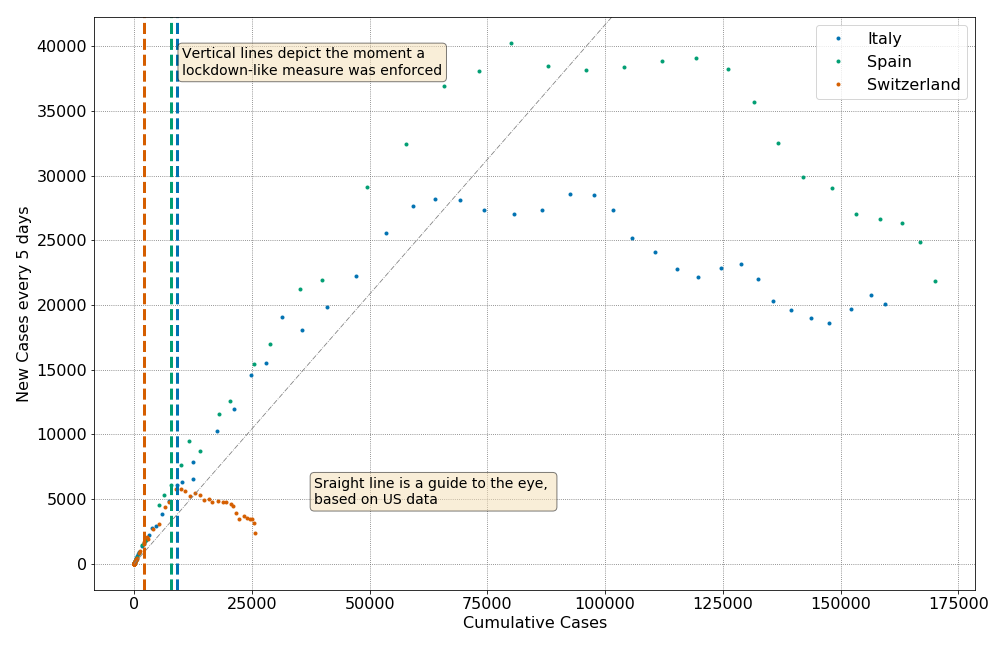 Vertical lines depict the moment a
lockdown-like measure was enforced
Italy
Spain
Switzerland
Sraight line is a guide to the eye,
based on US data
New Cases every 5 days
40000
35000
30000
25000
20000
15000
10000
5000
0
0
25000
50000
75000
100000
125000
150000
175000
Cumulative Cases